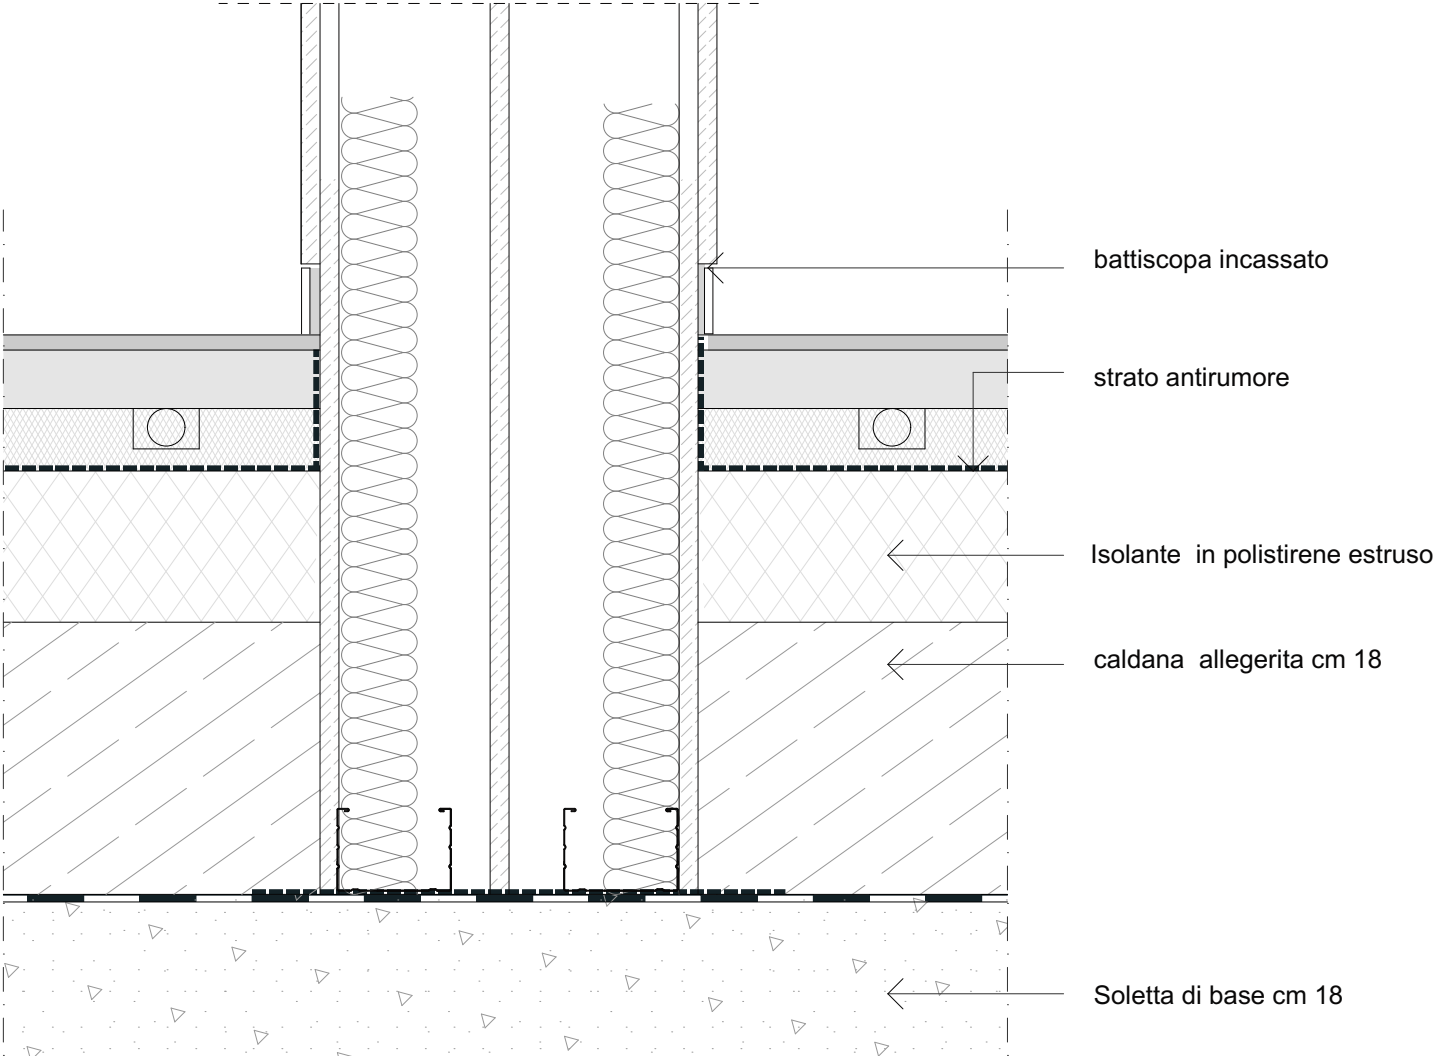 battiscopa incassato
strato antirumore
Isolante  in polistirene estruso
caldana  allegerita cm 18
Soletta di base cm 18